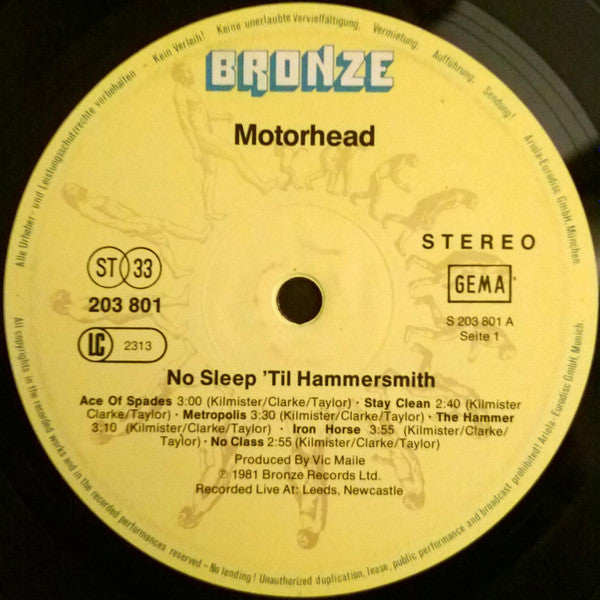 Alle Urheber- und Leistungsschutzrechte vorbehalten – Kein Verleih! Keine unerlaubte Vervielfältigung, Vermietung, Aufführung, Sendung! Ariola-Eurodisc GmbH, München
BRONZE
Motorhead
STEREO
ST 33
GEMA
203 801
S 203 801 A
LC 2313
Seite 1
No Sleep 'Til Hammersmith
Ace Of Spades 3:00 (Kilmister/Clarke/Taylor) · Stay Clean 2:40 (Kilmister
Clarke/Taylor) · Metropolis 3:30 (Kilmister/Clarke/Taylor) · The Hammer
3:10 (Kilmister/Clarke/Taylor) · Iron Horse 3:55 (Kilmister/Clarke/
Taylor) · No Class 2:55 (Kilmister/Clarke/Taylor)
Produced By Vic Maile
℗ 1981 Bronze Records Ltd.
Recorded Live At: Leeds, Newcastle
All copyrights in the recorded works and in the recorded performances reserved – No lending! Unauthorized duplication, lease, public performance and broadcast prohibited! Ariola-Eurodisc GmbH, Munich